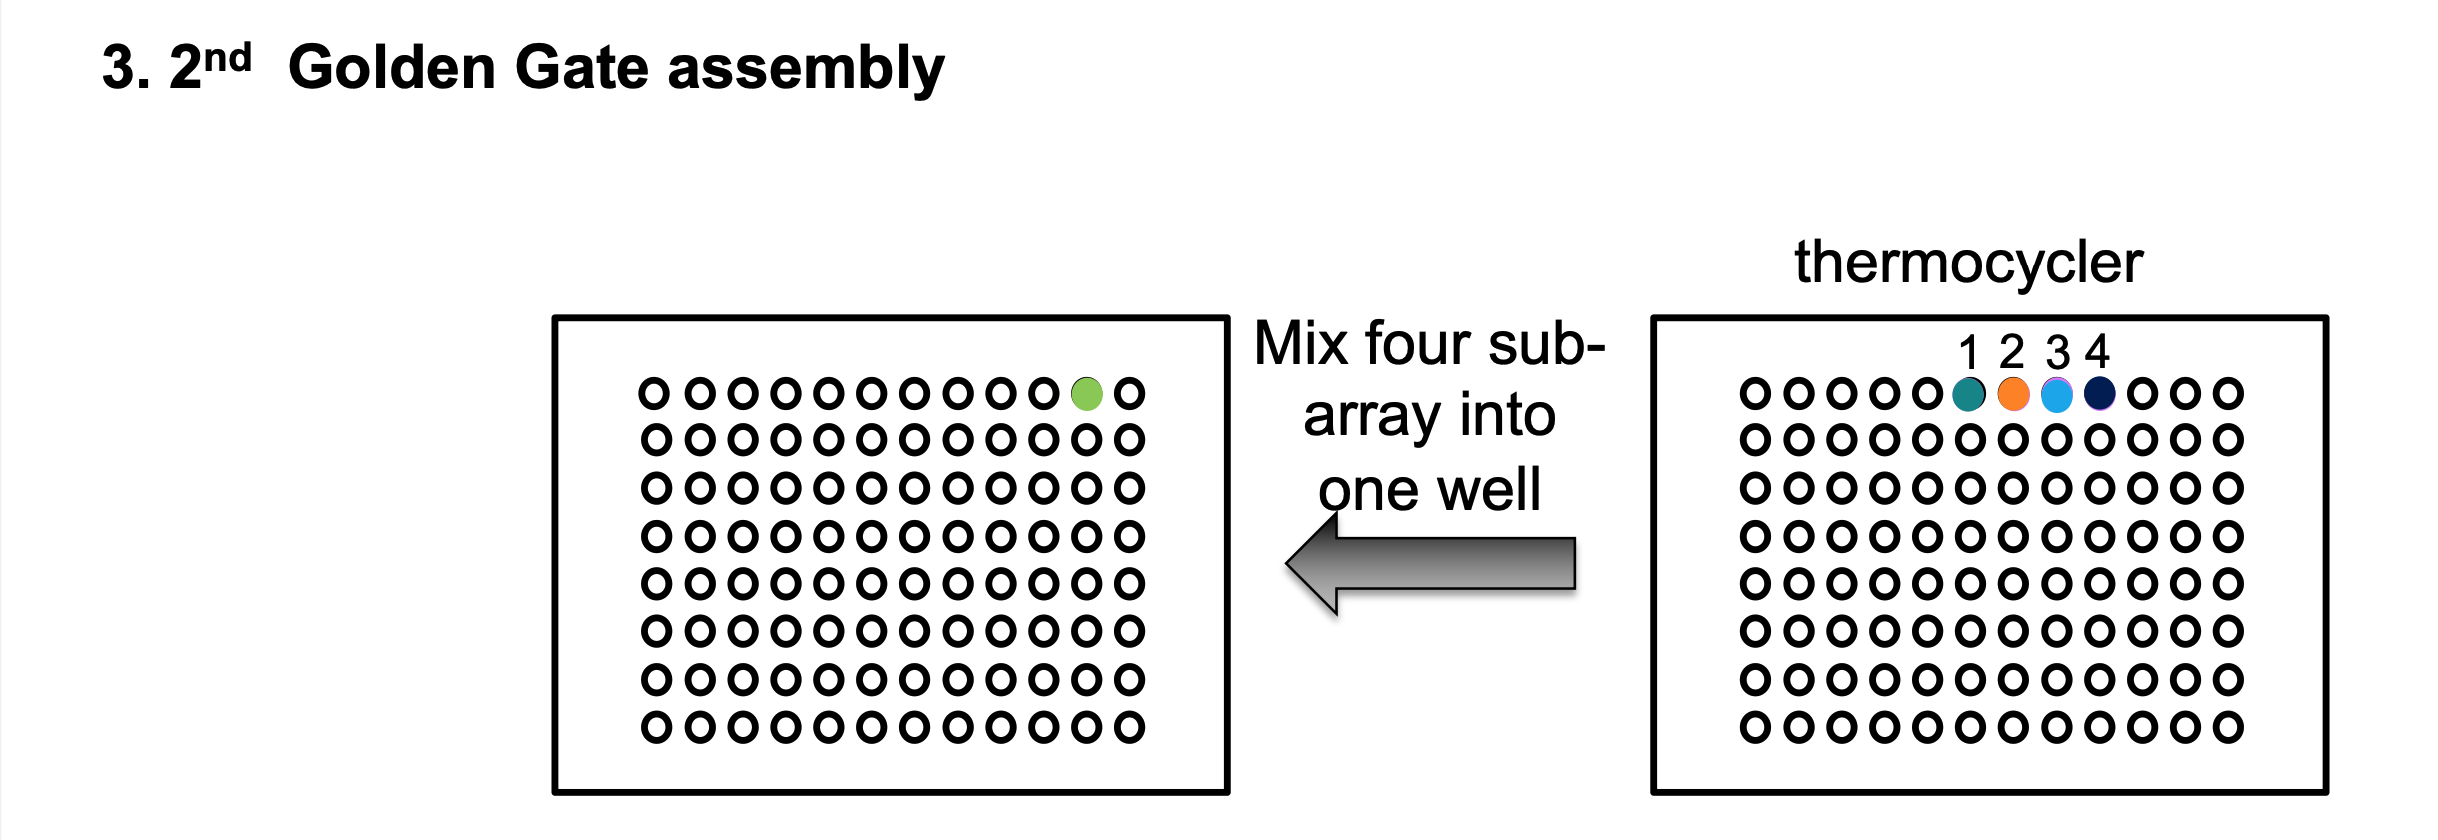 3. 2nd Golden Gate assembly
thermocycler
Mix four sub-
array into
one well
1 2 3 4